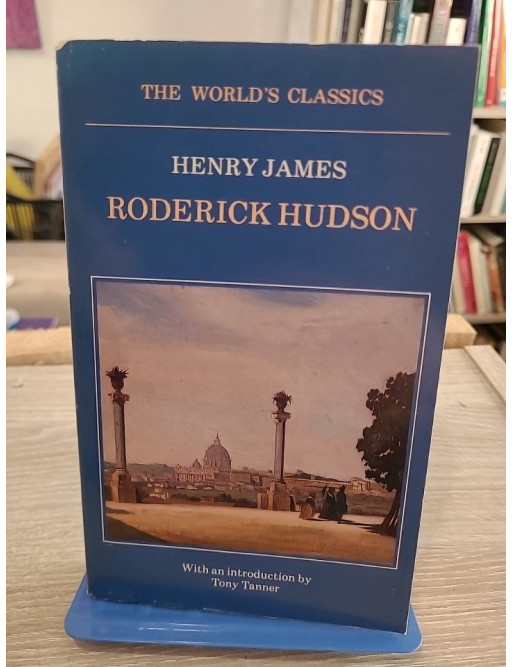 THE WORLD'S CLASSICS
HENRY JAMES
RODERICK HUDSON
With an introduction by
Tony Tanner